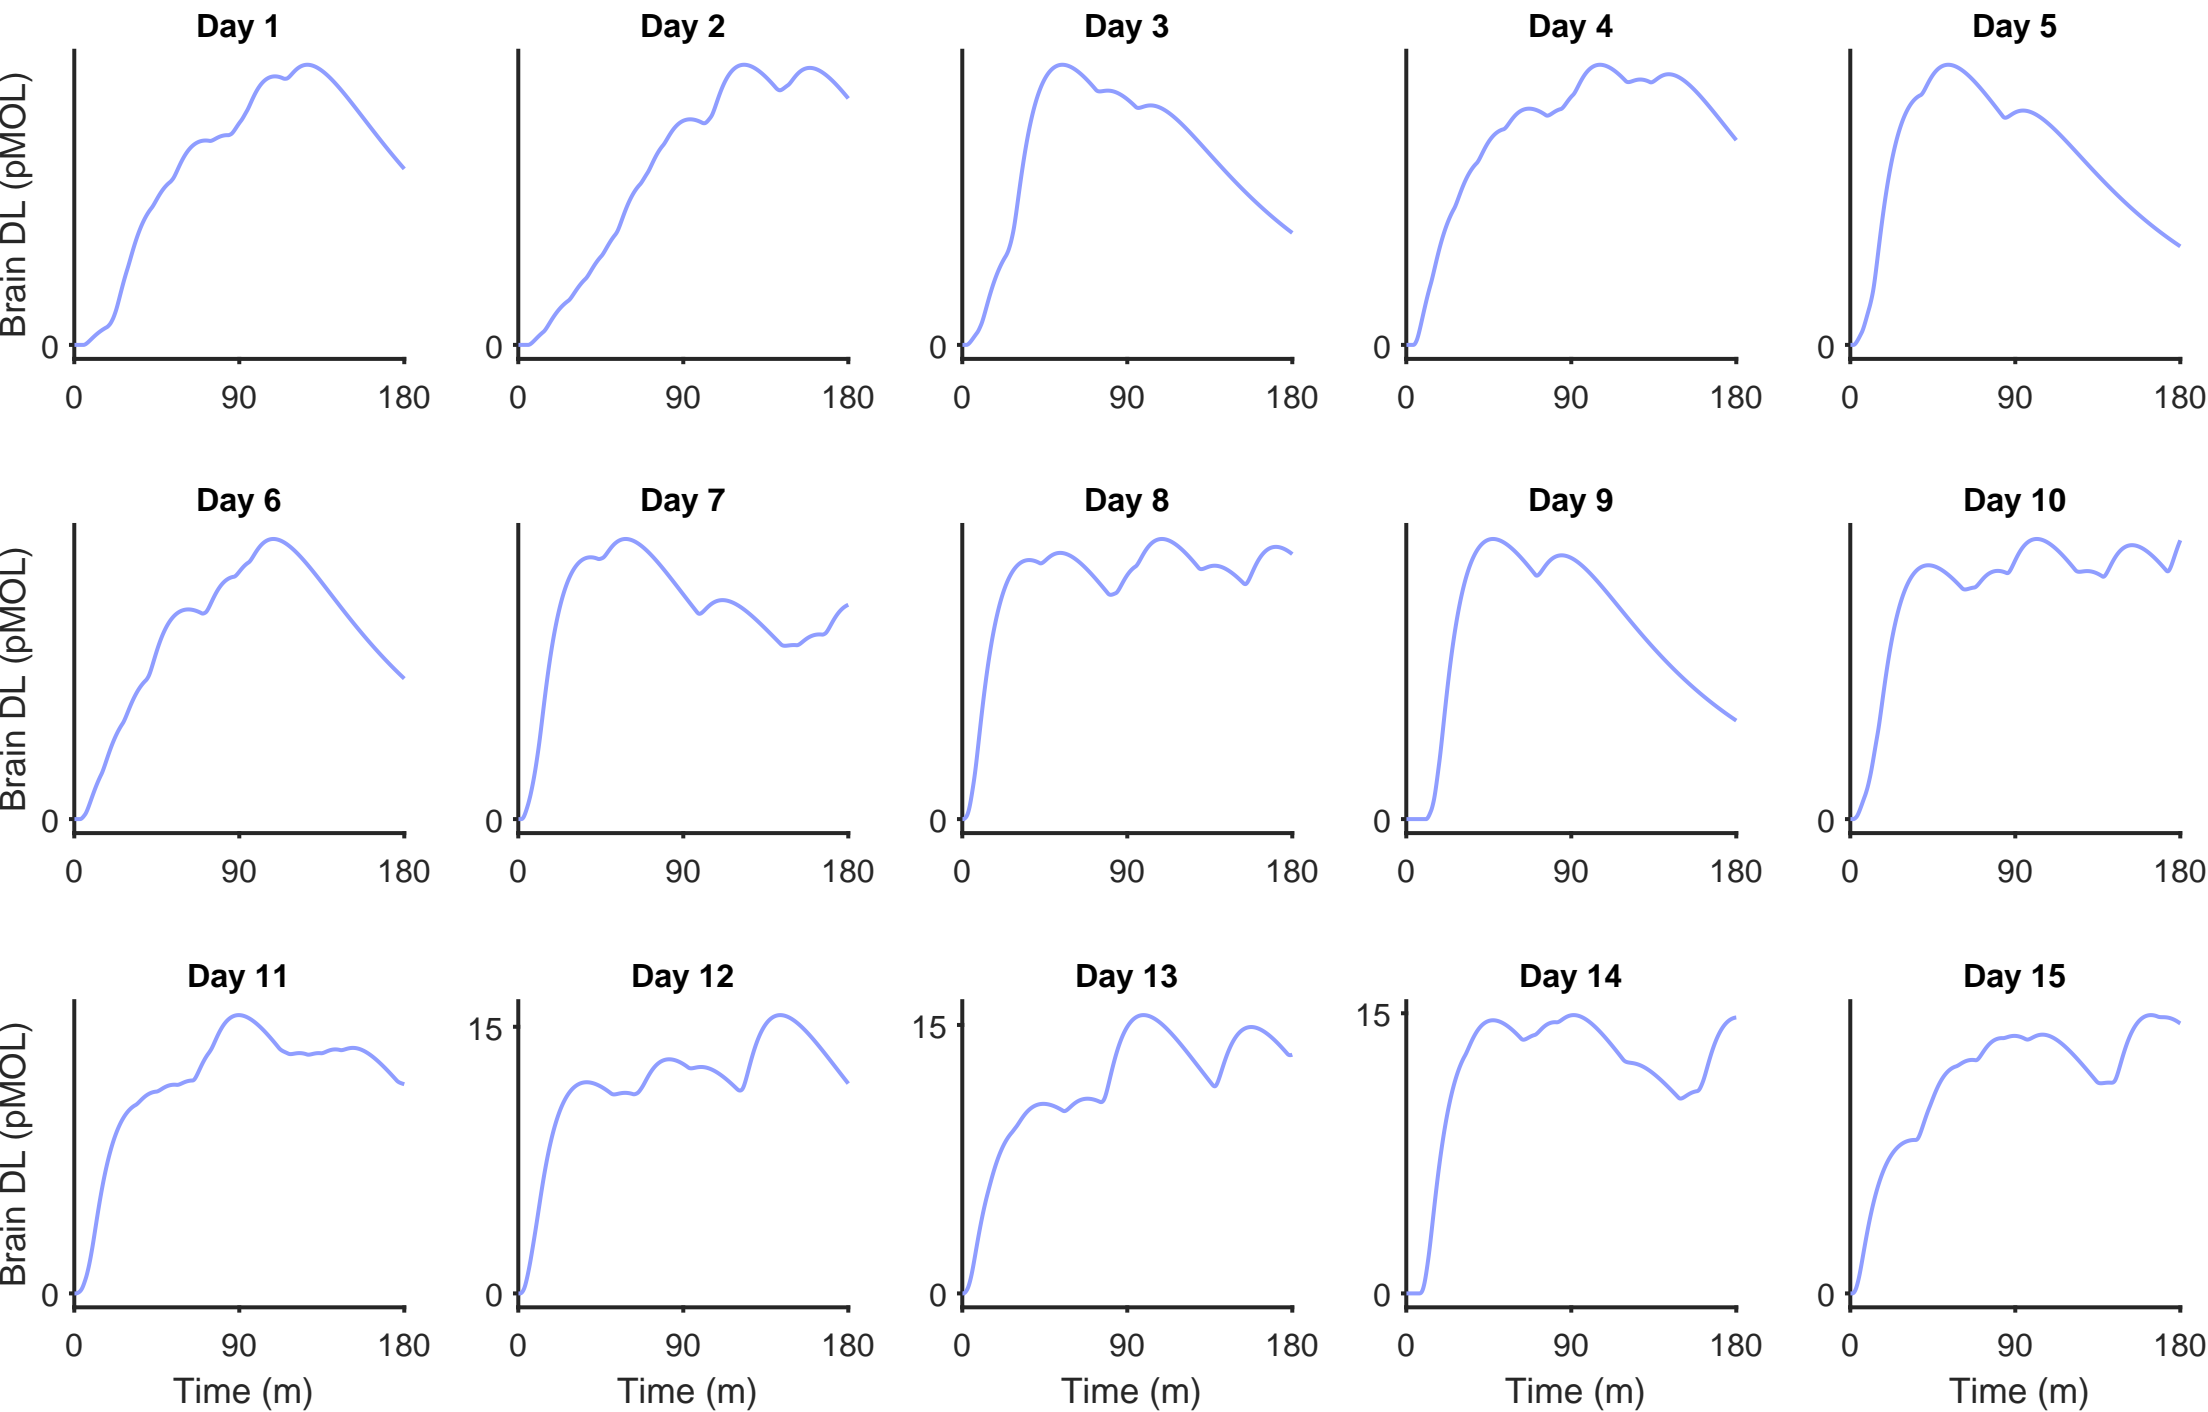 Day 1 Day 2 Day 3 Day 4 Day 5
Brain DL (pMOL)
0 0 0 0 0
0 90 180 0 90 180 0 90 180 0 90 180 0 90 180
Day 6 Day 7 Day 8 Day 9 Day 10
Brain DL (pMOL)
0 0 0 0 0
0 90 180 0 90 180 0 90 180 0 90 180 0 90 180
Day 11 Day 12 Day 13 Day 14 Day 15
Brain DL (pMOL)
15 15 15
0 0 0 0 0
0 90 180 0 90 180 0 90 180 0 90 180 0 90 180
Time (m) Time (m) Time (m) Time (m) Time (m)